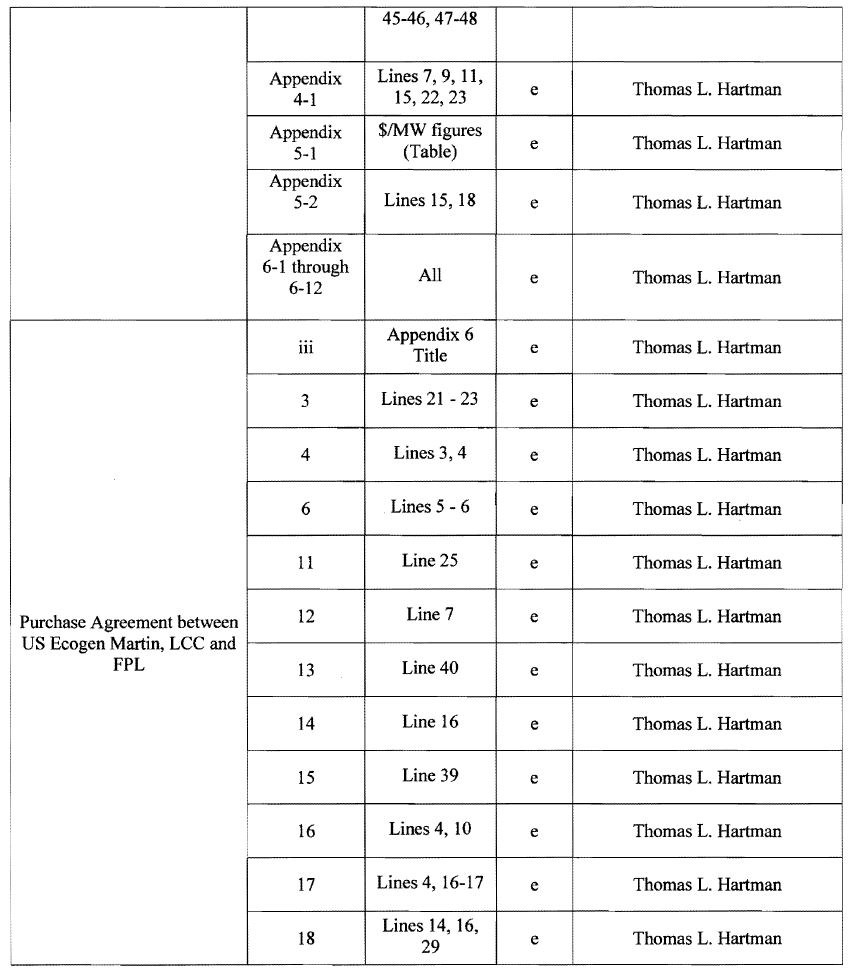 45-46, 47-48
Appendix
4-1
Lines 7, 9, 11,
15, 22, 23
e
Thomas L. Hartman
Appendix
5-1
$/MW figures
(Table)
e
Thomas L. Hartman
Appendix
5-2
Lines 15, 18
e
Thomas L. Hartman
Appendix
6-1 through
6-12
All
e
Thomas L. Hartman
Purchase Agreement between
US Ecogen Martin, LCC and
FPL
iii
Appendix 6
Title
e
Thomas L. Hartman
3
Lines 21 - 23
e
Thomas L. Hartman
4
Lines 3, 4
e
Thomas L. Hartman
6
Lines 5 - 6
e
Thomas L. Hartman
11
Line 25
e
Thomas L. Hartman
12
Line 7
e
Thomas L. Hartman
13
Line 40
e
Thomas L. Hartman
14
Line 16
e
Thomas L. Hartman
15
Line 39
e
Thomas L. Hartman
16
Lines 4, 10
e
Thomas L. Hartman
17
Lines 4, 16-17
e
Thomas L. Hartman
18
Lines 14, 16,
29
e
Thomas L. Hartman